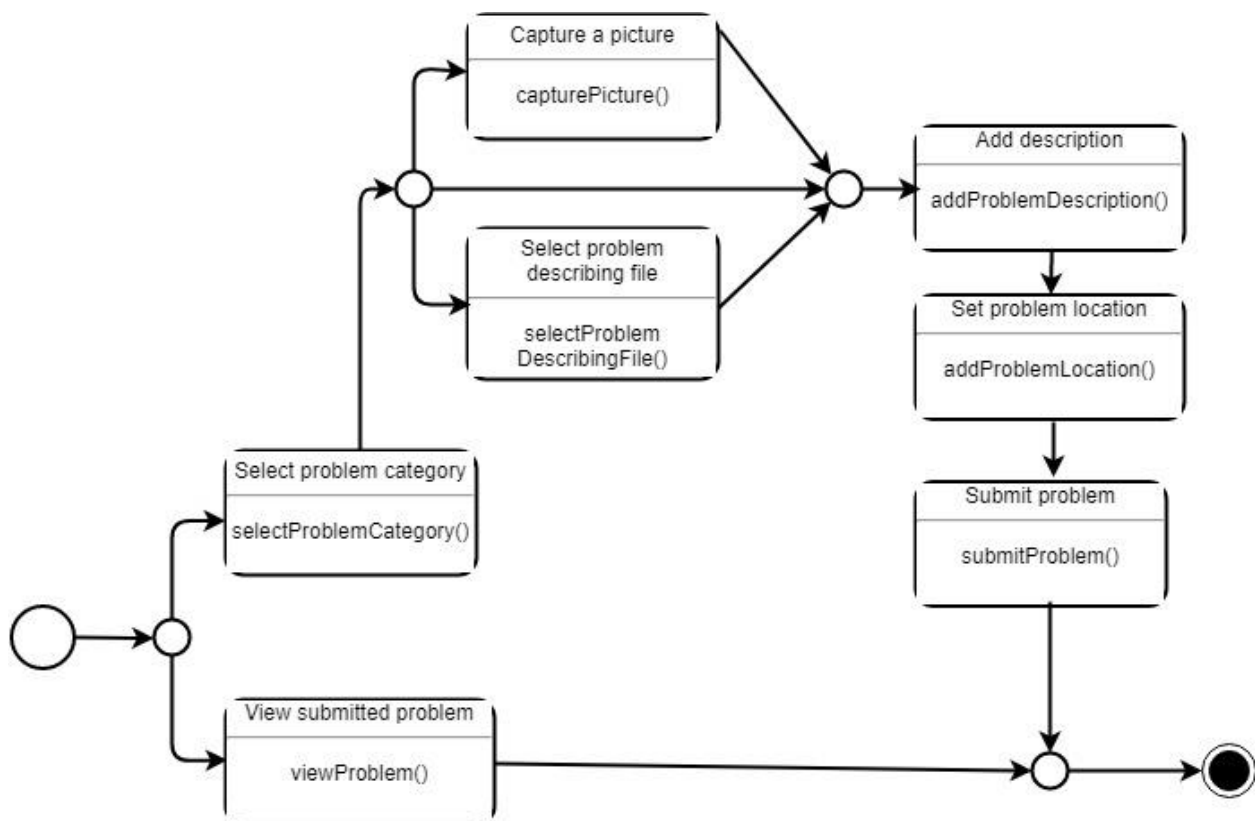 Capture a picture
capturePicture()
Add description
addProblemDescription()
Select problem
describing file
selectProblem
DescribingFile()
Set problem location
addProblemLocation()
Select problem category
selectProblemCategory()
Submit problem
submitProblem()
View submitted problem
viewProblem()